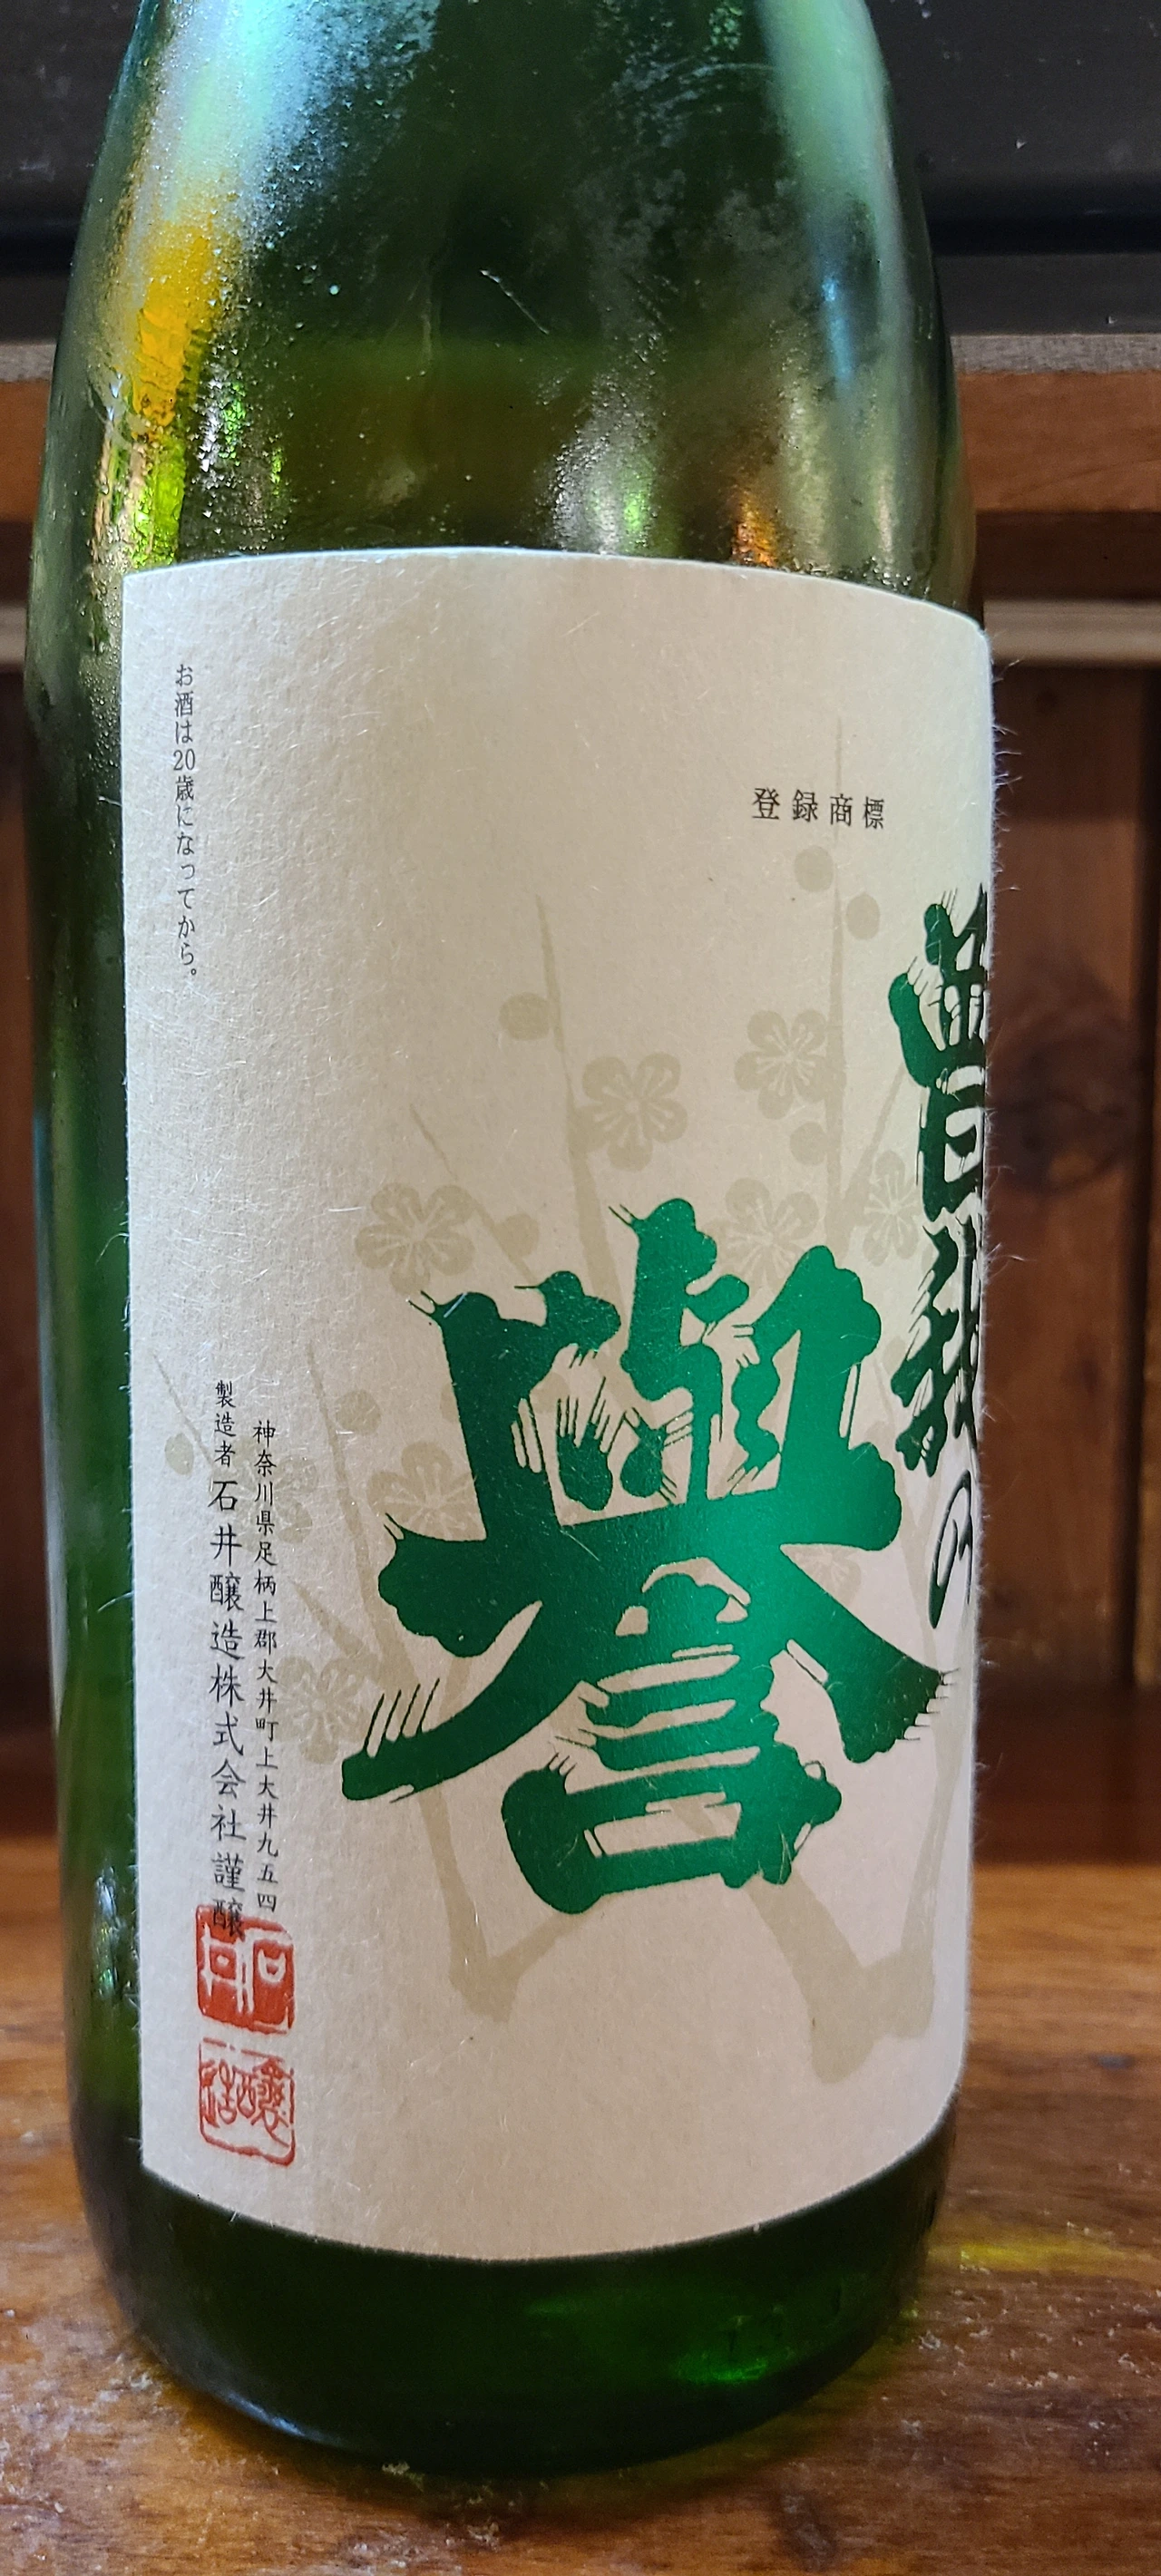 登録商標
曽我の
誉
神奈川県足柄上郡大井町上大井九五四
製造者 石井醸造株式会社謹醸
お酒は20歳になってから。